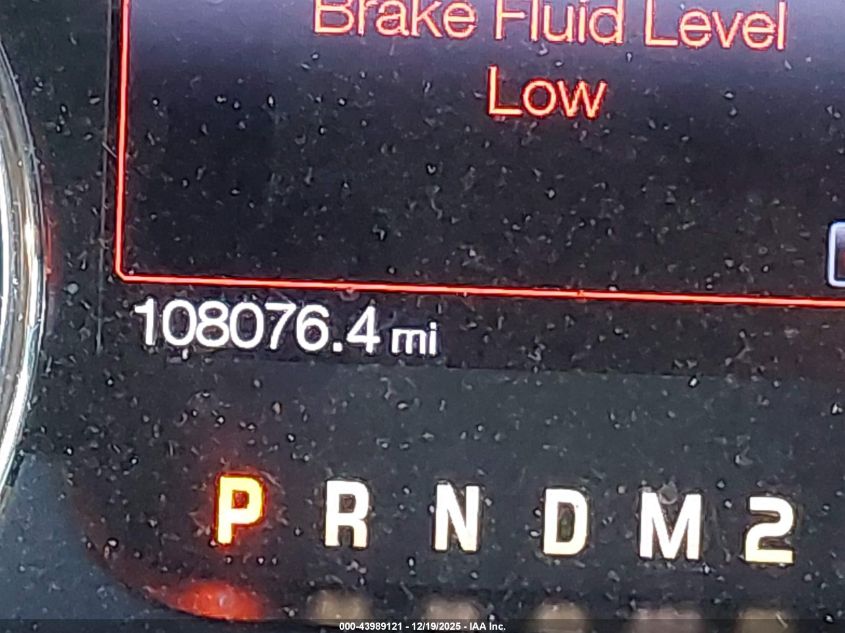 Brake Fluid Level
Low
108076.4 mi
P R N D M 2
000-43989121 - 12/19/2025 - IAA Inc.